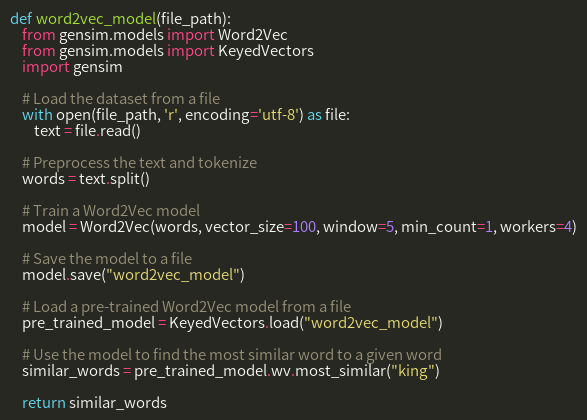 def word2vec_model(file_path):
from gensim.models import Word2Vec
from gensim.models import KeyedVectors
import gensim
# Load the dataset from a file
with open(file_path, 'r', encoding='utf-8') as file:
text = file.read()
# Preprocess the text and tokenize
words = text.split()
# Train a Word2Vec model
model = Word2Vec(words, vector_size=100, window=5, min_count=1, workers=4)
# Save the model to a file
model.save("word2vec_model")
# Load a pre-trained Word2Vec model from a file
pre_trained_model = KeyedVectors.load("word2vec_model")
# Use the model to find the most similar word to a given word
similar_words = pre_trained_model.wv.most_similar("king")
return similar_words